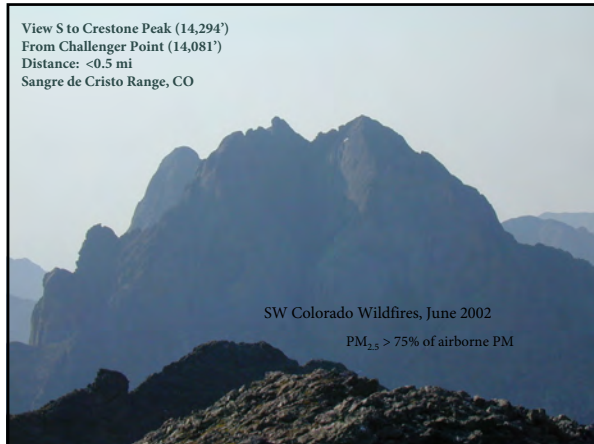 View S to Crestone Peak (14,294’)
From Challenger Point (14,081’)
Distance:  <0.5 mi
Sangre de Cristo Range, CO
SW Colorado Wildfires, June 2002
PM2.5 > 75% of airborne PM